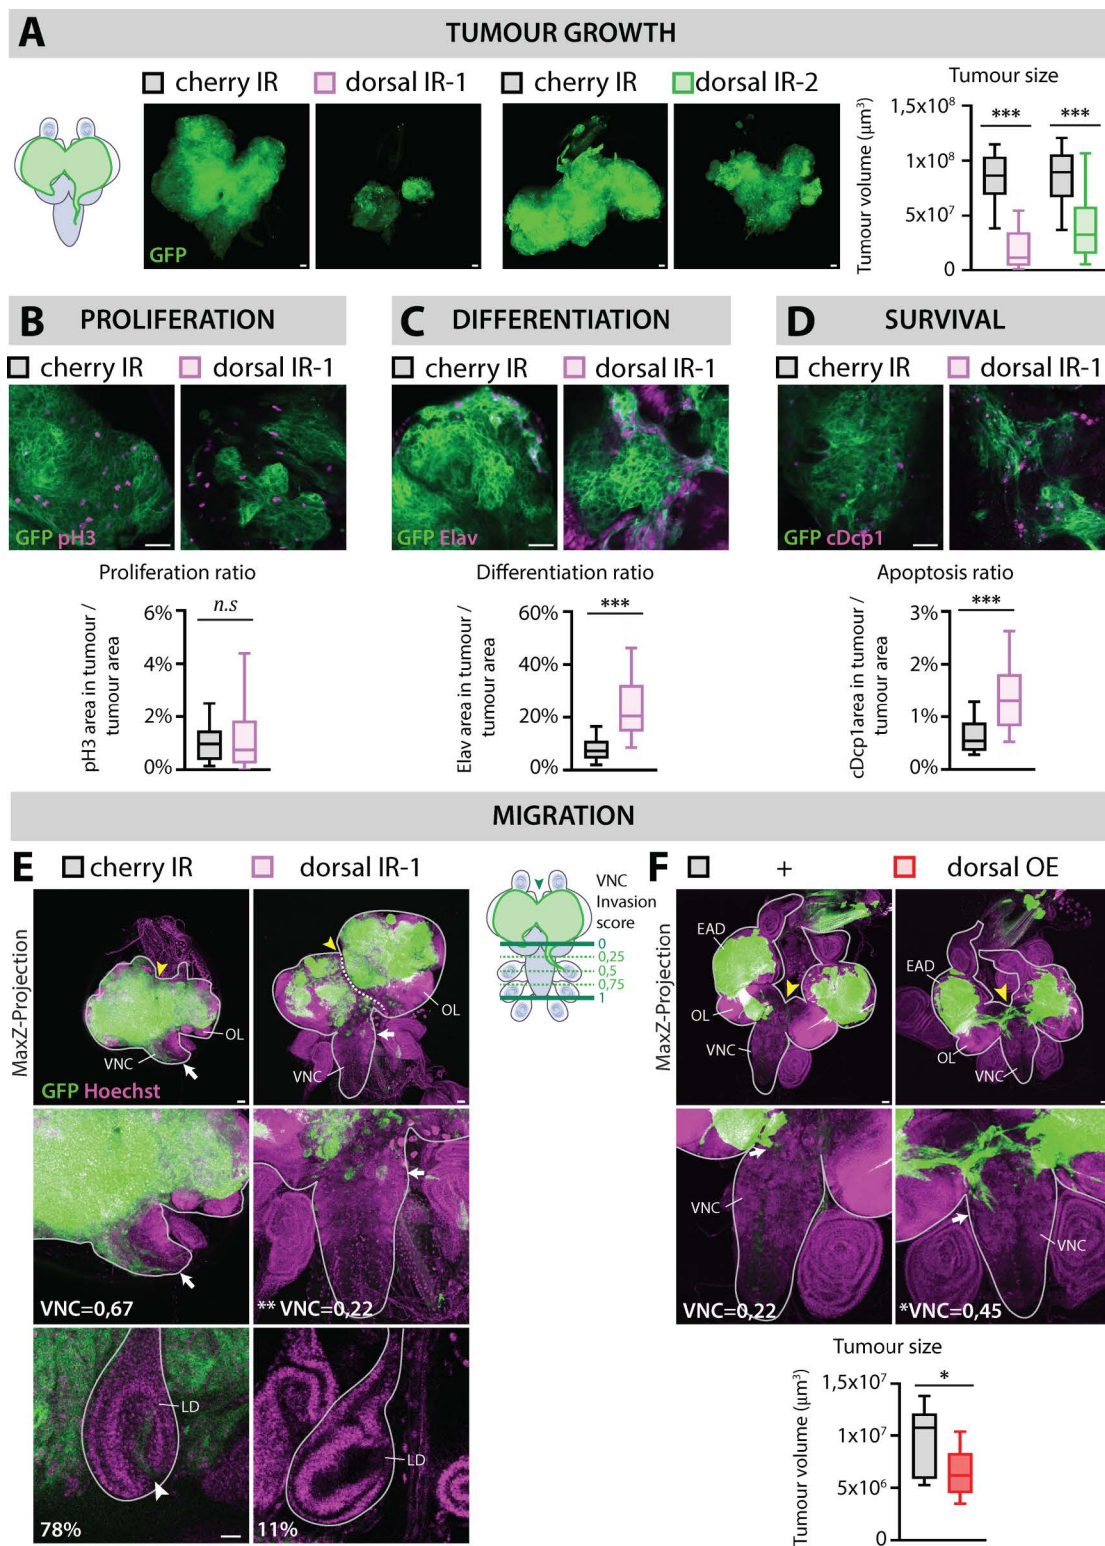 A TUMOUR GROWTH
cherry IR
dorsal IR-1
cherry IR
dorsal IR-2
GFP
Tumour size
Tumour volume (μm³)
1,5x10⁸
1x10⁸
5x10⁷
0
***
***
B PROLIFERATION
cherry IR
dorsal IR-1
GFP pH3
Proliferation ratio
pH3 area in tumour /
tumour area
6%
4%
2%
0%
n.s
C DIFFERENTIATION
cherry IR
dorsal IR-1
GFP Elav
Differentiation ratio
Elav area in tumour /
tumour area
60%
40%
20%
0%
***
D SURVIVAL
cherry IR
dorsal IR-1
GFP cDcp1
Apoptosis ratio
cDcp1area in tumour /
tumour area
3%
2%
1%
0%
***
MIGRATION
E cherry IR
dorsal IR-1
MaxZ-Projection
OL
VNC
GFP Hoechst
OL
VNC
VNC=0,67
** VNC=0,22
LD
78%
LD
11%
VNC
Invasion
score
0
0,25
0,5
0,75
1
F +
dorsal OE
MaxZ-Projection
EAD
OL
VNC
EAD
OL
VNC
VNC
VNC=0,22
VNC
*VNC=0,45
Tumour size
Tumour volume (μm³)
1,5x10⁷
1x10⁷
5x10⁶
0
*